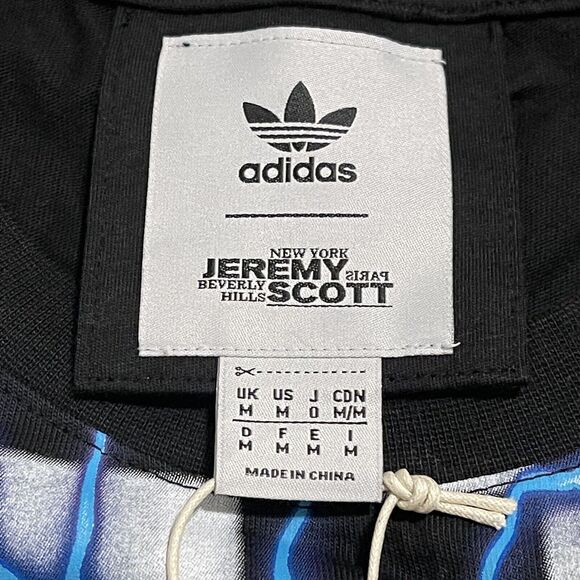 adidas
NEW YORK
JEREMY PARIS
BEVERLY
HILLS SCOTT
UK US J CDN
M M O M/M
D F E I
M M M M
MADE IN CHINA